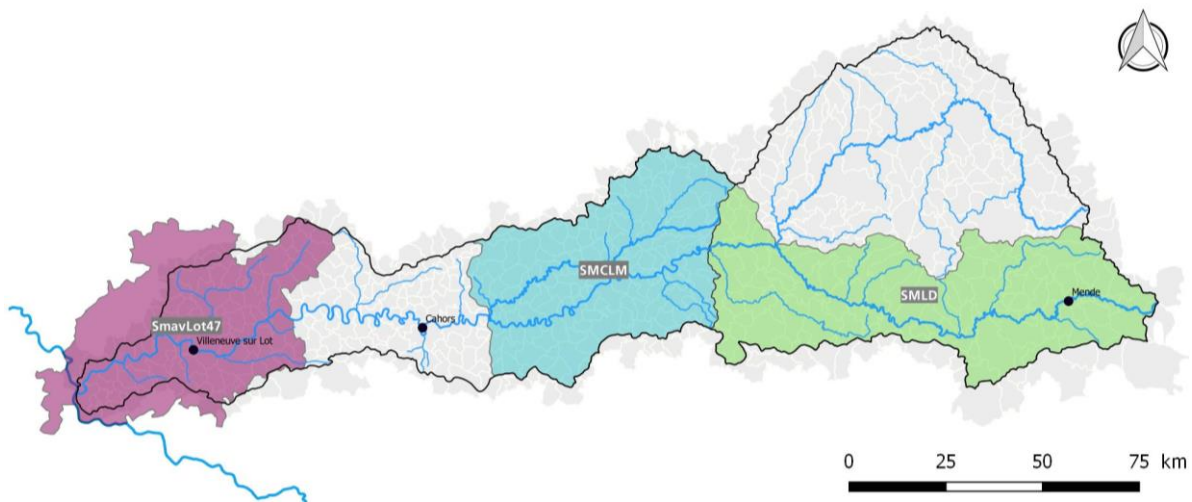 SMCLM
SMLD
Mende
SmavLot47
Cahors
Villeneuve sur Lot
0 25 50 75 km